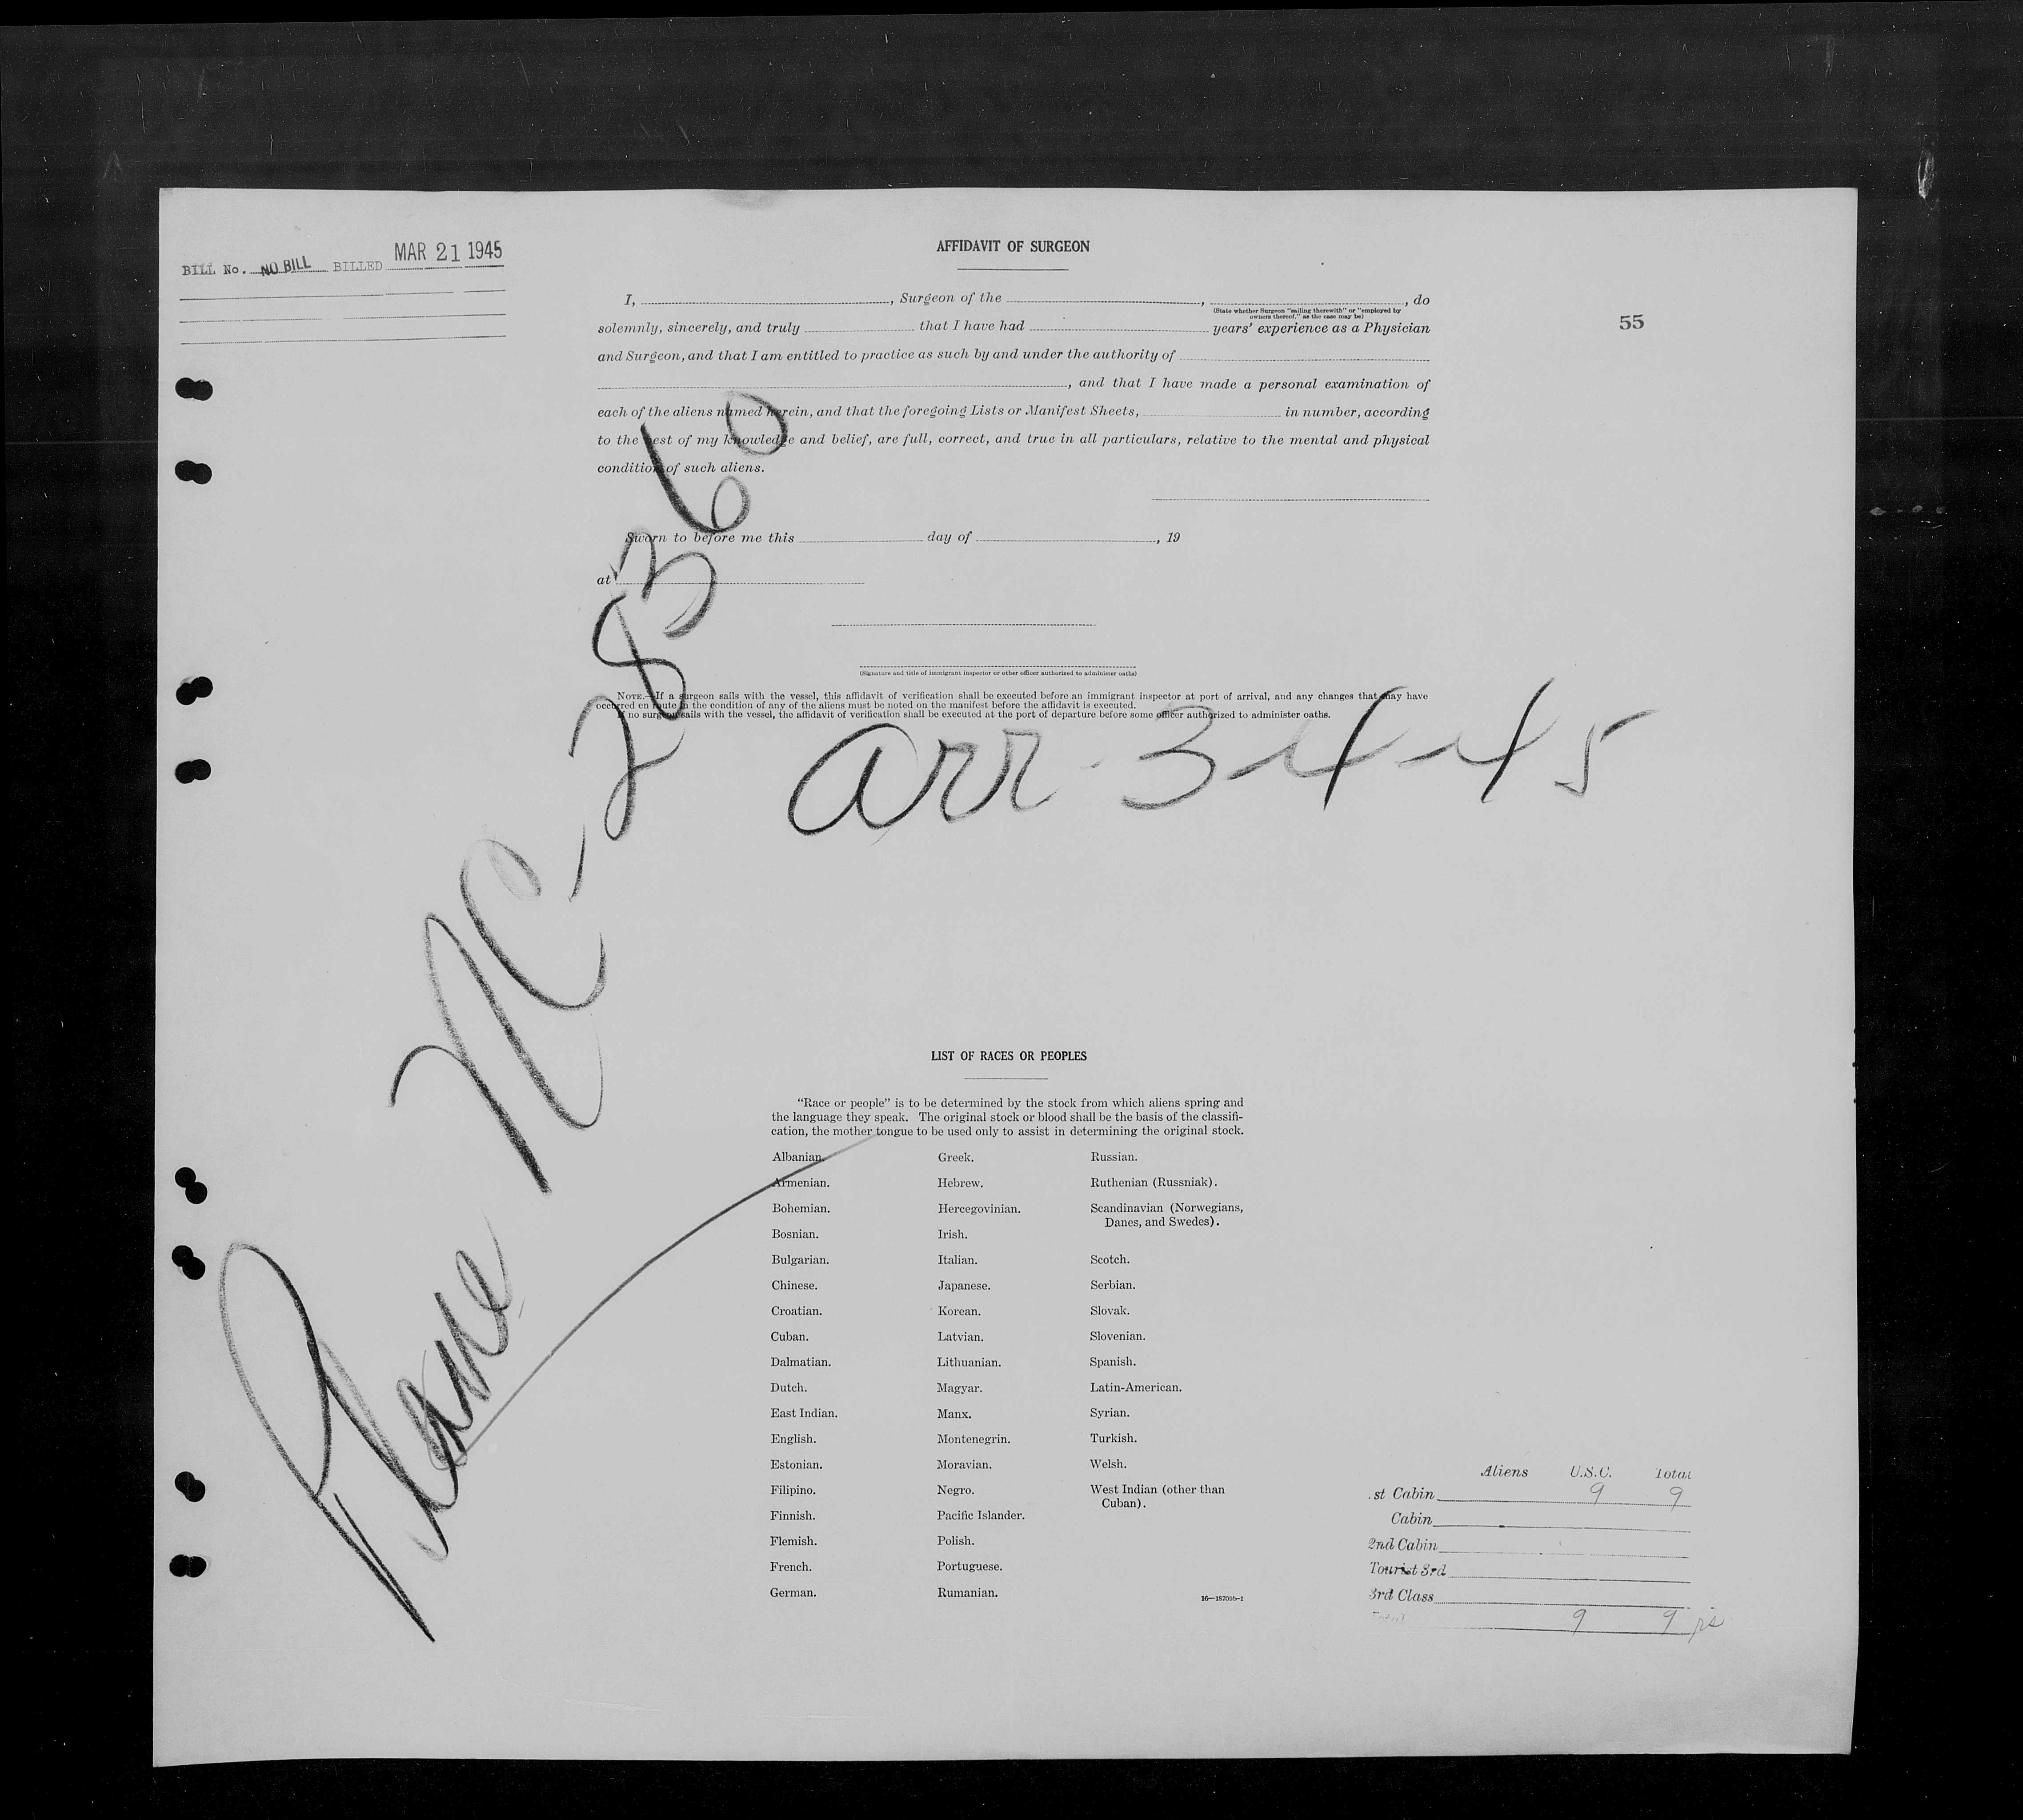 BILL No. NO BILL BILLED MAR 21 1945
AFFIDAVIT OF SURGEON
I, , Surgeon of the , , do
(State whether Surgeon "sailing therewith" or "employed by
owners thereof," as the case may be)
solemnly, sincerely, and truly that I have had years' experience as a Physician
55
and Surgeon, and that I am entitled to practice as such by and under the authority of
, and that I have made a personal examination of
each of the aliens named herein, and that the foregoing Lists or Manifest Sheets, in number, according
to the best of my knowledge and belief, are full, correct, and true in all particulars, relative to the mental and physical
condition of such aliens.
Sworn to before me this day of , 19
at
(Signature and title of immigrant inspector or other officer authorized to administer oaths)
NOTE.—If a surgeon sails with the vessel, this affidavit of verification shall be executed before an immigrant inspector at port of arrival, and any changes that may have
occurred en route in the condition of any of the aliens must be noted on the manifest before the affidavit is executed.
If no surgeon sails with the vessel, the affidavit of verification shall be executed at the port of departure before some officer authorized to administer oaths.
Plane NC-28360
arr - 3-4-45
LIST OF RACES OR PEOPLES
"Race or people" is to be determined by the stock from which aliens spring and
the language they speak. The original stock or blood shall be the basis of the classifi-
cation, the mother tongue to be used only to assist in determining the original stock.
Albanian.
Armenian.
Bohemian.
Bosnian.
Bulgarian.
Chinese.
Croatian.
Cuban.
Dalmatian.
Dutch.
East Indian.
English.
Estonian.
Filipino.
Finnish.
Flemish.
French.
German.
Greek.
Hebrew.
Hercegovinian.
Irish.
Italian.
Japanese.
Korean.
Latvian.
Lithuanian.
Magyar.
Manx.
Montenegrin.
Moravian.
Negro.
Pacific Islander.
Polish.
Portuguese.
Rumanian.
Russian.
Ruthenian (Russniak).
Scandinavian (Norwegians,
Danes, and Swedes).
Scotch.
Serbian.
Slovak.
Slovenian.
Spanish.
Latin-American.
Syrian.
Turkish.
Welsh.
West Indian (other than
Cuban).
16—18709b-1
Aliens U.S.C. Total
st Cabin 9 9
Cabin
2nd Cabin
Tourist 3rd
3rd Class
9 9